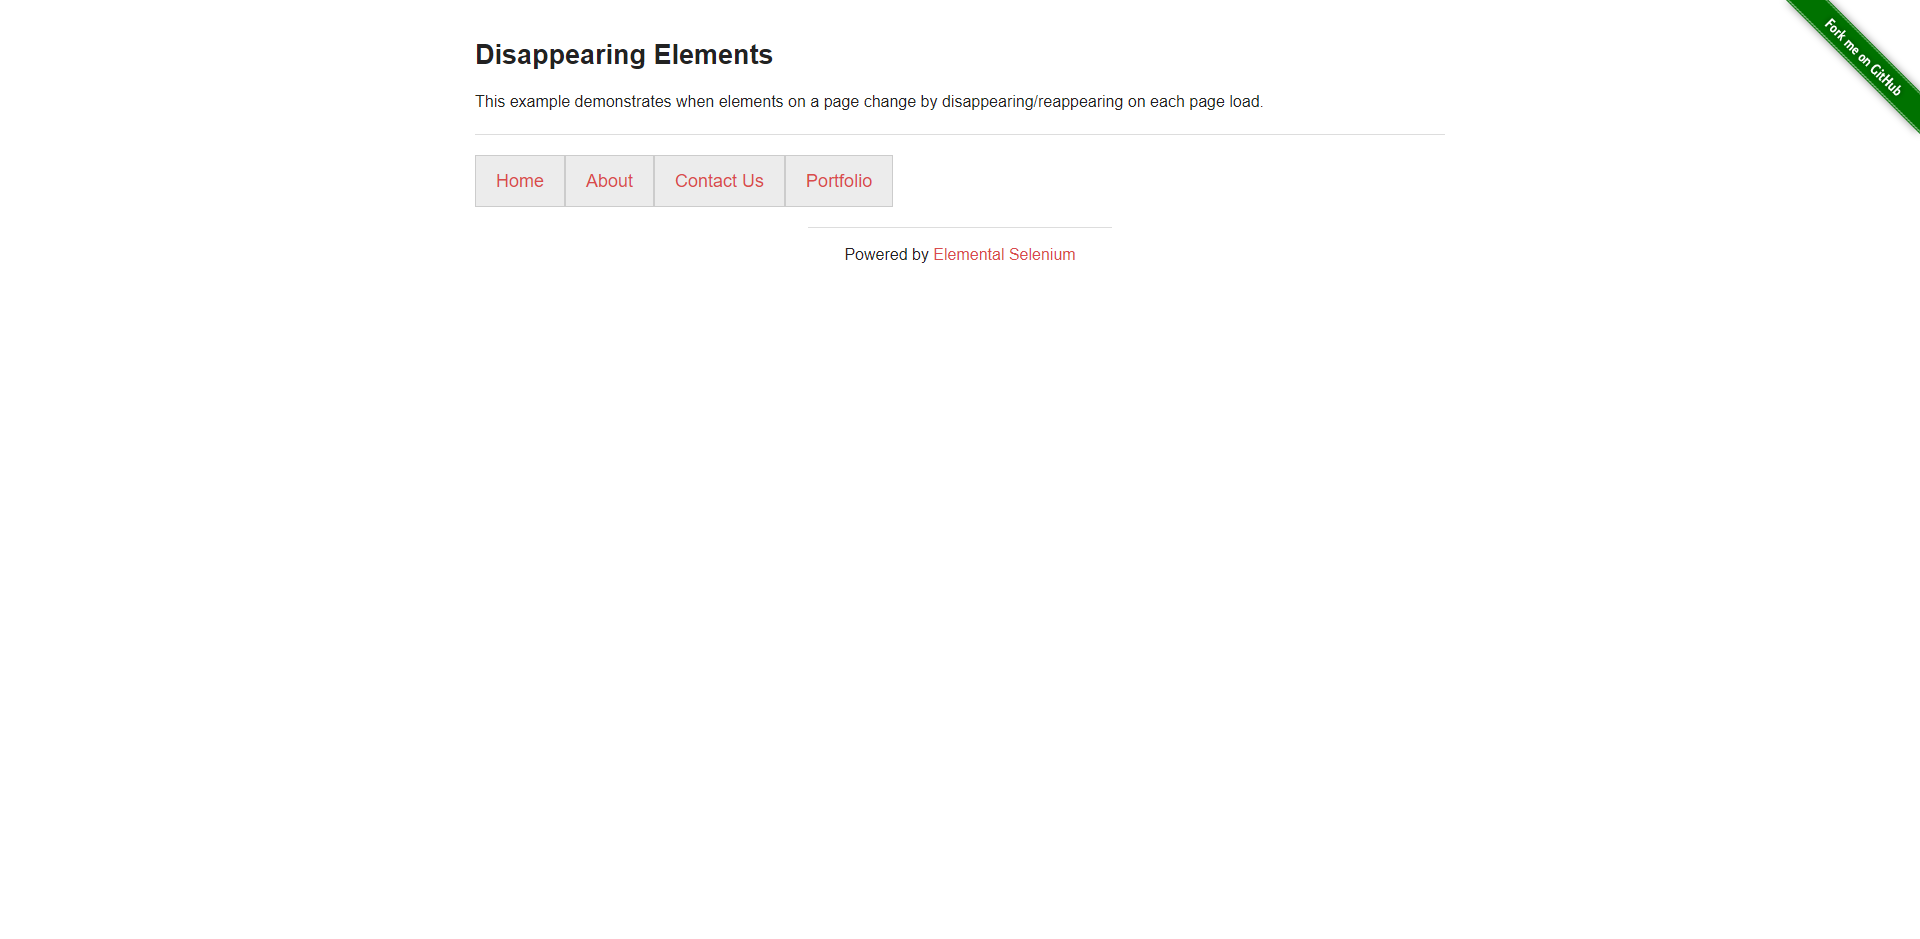 Disappearing Elements
This example demonstrates when elements on a page change by disappearing/reappearing on each page load.
Home About Contact Us Portfolio
Powered by Elemental Selenium
Fork me on GitHub